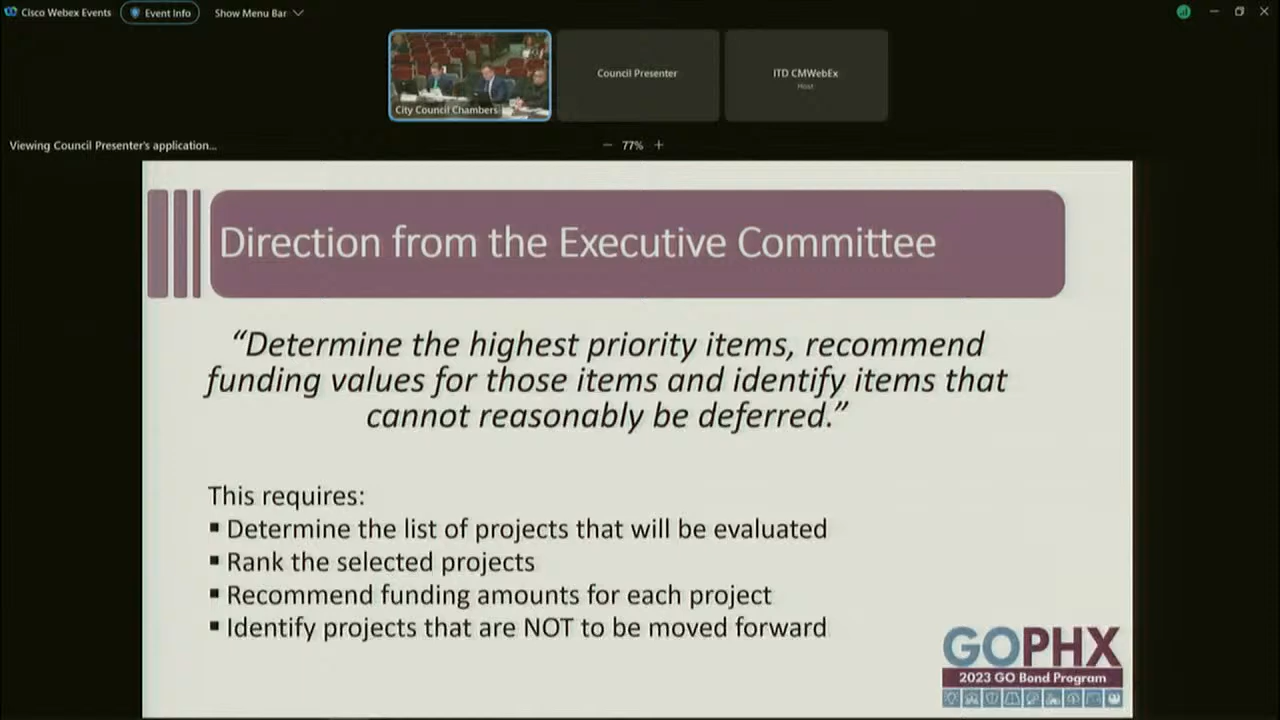 Cisco Webex Events
Event Info
Show Menu Bar
City Council Chambers
Council Presenter
ITD CMWebEx
Host
Viewing Council Presenter's application...
77%
Direction from the Executive Committee
“Determine the highest priority items, recommend
funding values for those items and identify items that
cannot reasonably be deferred.”
This requires:
▪ Determine the list of projects that will be evaluated
▪ Rank the selected projects
▪ Recommend funding amounts for each project
▪ Identify projects that are NOT to be moved forward
GOPHX
2023 GO Bond Program